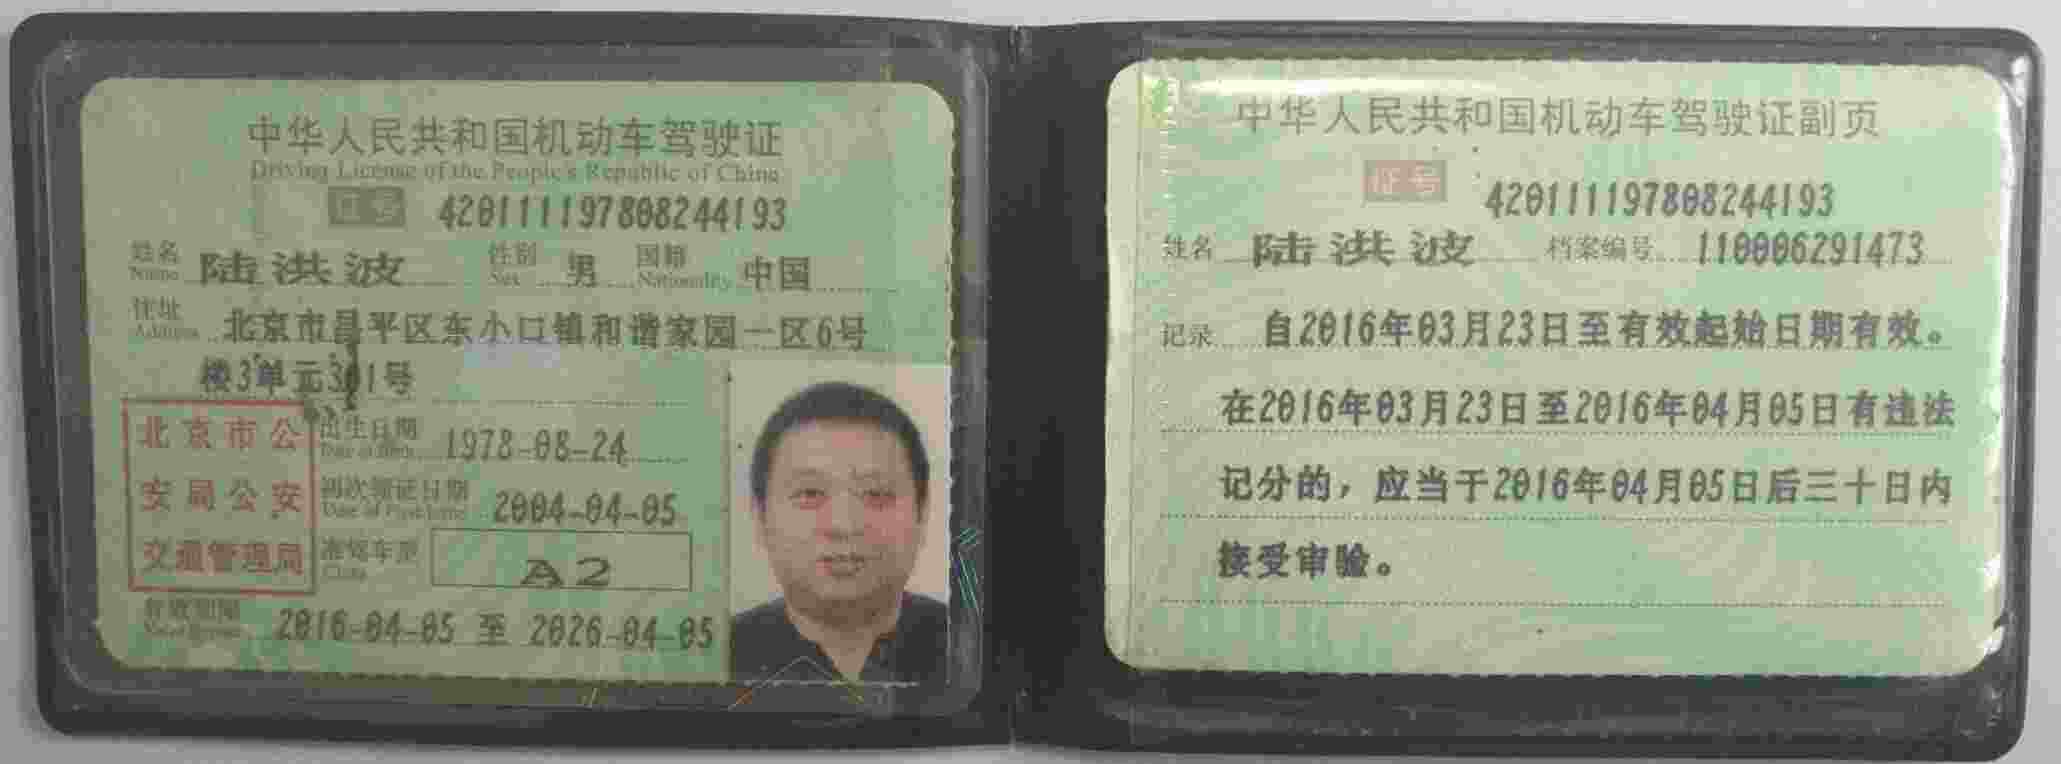 中华人民共和国机动车驾驶证
Driving License of the People's Republic of China
证号 420111197808244193
姓名 陆洪波 性别 男 国籍 中国
Name Sex Nationality
住址 北京市昌平区东小口镇和谐家园一区6号
Address
楼3单元301号
北京市公
安局公安
交通管理局
出生日期 1978-08-24
Date of Birth
初次领证日期 2004-04-05
Date of First Issue
准驾车型 A2
Class
有效期限 2016-04-05 至 2026-04-05
中华人民共和国机动车驾驶证副页
证号 420111197808244193
姓名 陆洪波 档案编号 110006291473
记录 自2016年03月23日至有效起始日期有效。
在2016年03月23日至2016年04月05日有违法
记分的，应当于2016年04月05日后三十日内
接受审验。